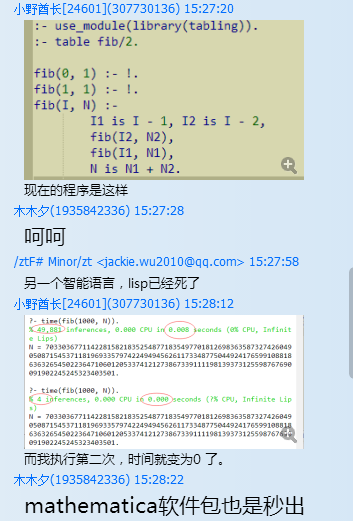 小野酋长[24601](307730136) 15:27:20
:- use_module(library(tabling)).
:- table fib/2.
fib(0, 1) :- !.
fib(1, 1) :- !.
fib(I, N) :-
I1 is I - 1, I2 is I - 2,
fib(I2, N2),
fib(I1, N1),
N is N1 + N2.
现在的程序是这样
木木夕(1935842336) 15:27:28
呵呵
/ztF# Minor/zt <jackie.wu2010@qq.com> 15:27:58
另一个智能语言，lisp已经死了
小野酋长[24601](307730136) 15:28:12
?- time(fib(1000, N)).
% 49,881 inferences, 0.000 CPU in 0.008 seconds (0% CPU, Infinit
e Lips)
N = 7033036771142281582183525487718354977018126983635873274260490508715453711819693357974224949456261173348775044924176599108818636326545022364710601205337412127386733911119813937312559876769009190224524532340​3501.
?- time(fib(1000, N)).
% 4 inferences, 0.000 CPU in 0.000 seconds (?% CPU, Infinite Lip
s)
而我执行第二次，时间就变为0 了。
木木夕(1935842336) 15:28:22
mathematica软件包也是秒出